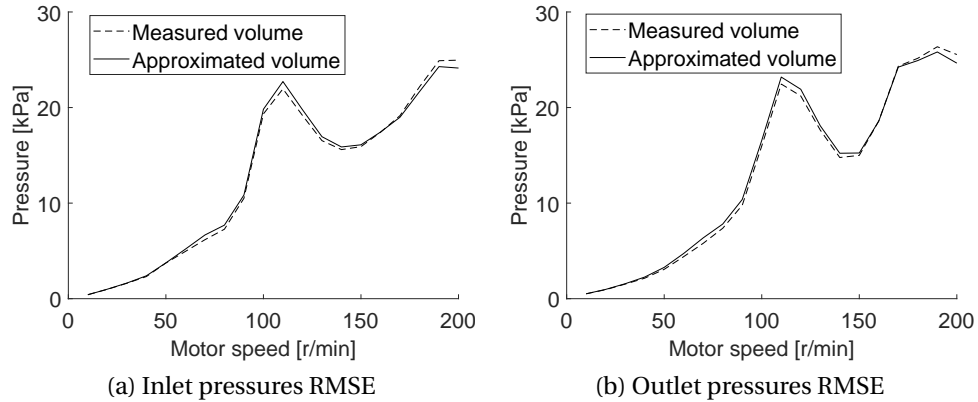 30
20
10
0
Pressure [kPa]
Measured volume
Approximated volume
0 50 100 150 200
Motor speed [r/min]
(a) Inlet pressures RMSE
30
20
10
0
Pressure [kPa]
Measured volume
Approximated volume
0 50 100 150 200
Motor speed [r/min]
(b) Outlet pressures RMSE